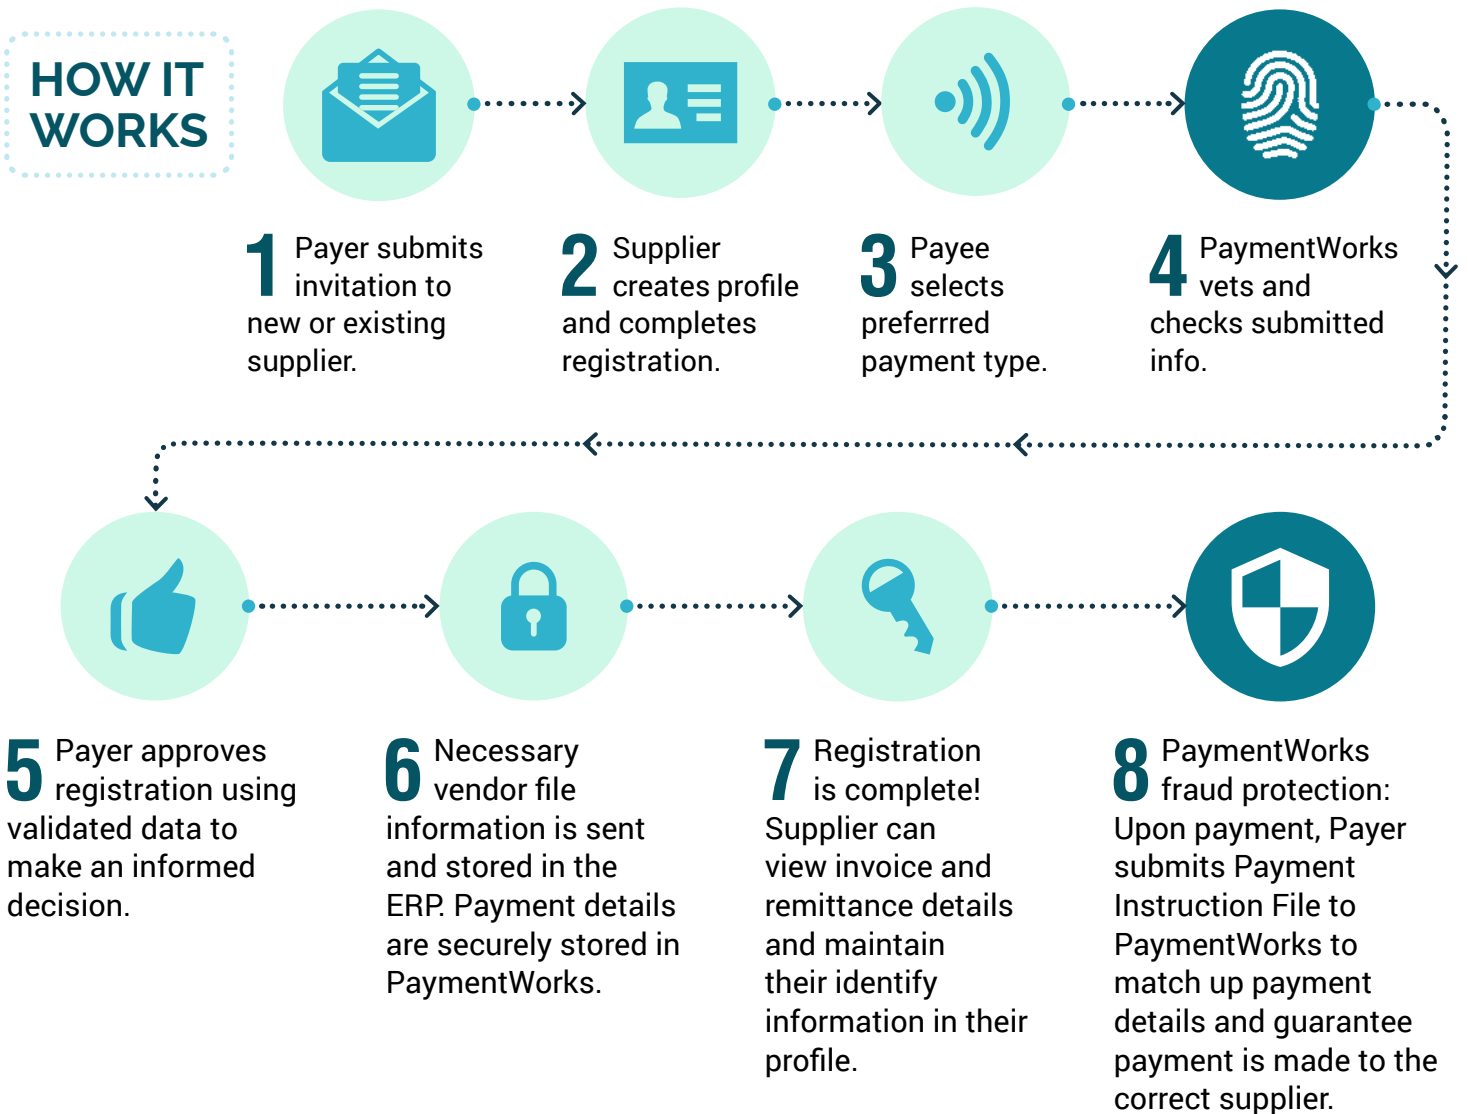 HOW IT
WORKS
1 Payer submits
invitation to
new or existing
supplier.
2 Supplier
creates profile
and completes
registration.
3 Payee
selects
preferrred
payment type.
4 PaymentWorks
vets and
checks submitted
info.
5 Payer approves
registration using
validated data to
make an informed
decision.
6 Necessary
vendor file
information is sent
and stored in the
ERP. Payment details
are securely stored in
PaymentWorks.
7 Registration
is complete!
Supplier can
view invoice and
remittance details
and maintain
their identify
information in their
profile.
8 PaymentWorks
fraud protection:
Upon payment, Payer
submits Payment
Instruction File to
PaymentWorks to
match up payment
details and guarantee
payment is made to the
correct supplier.